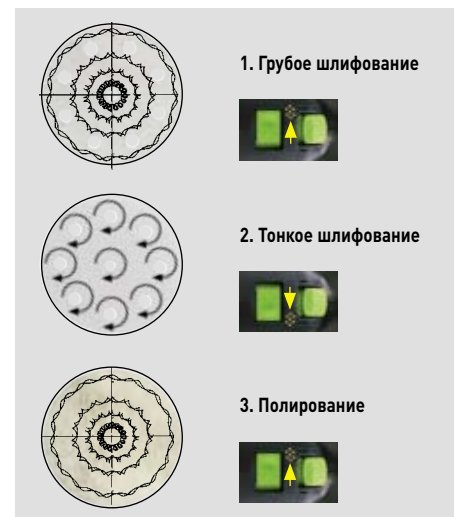 1. Грубое шлифование
2. Тонкое шлифование
3. Полирование